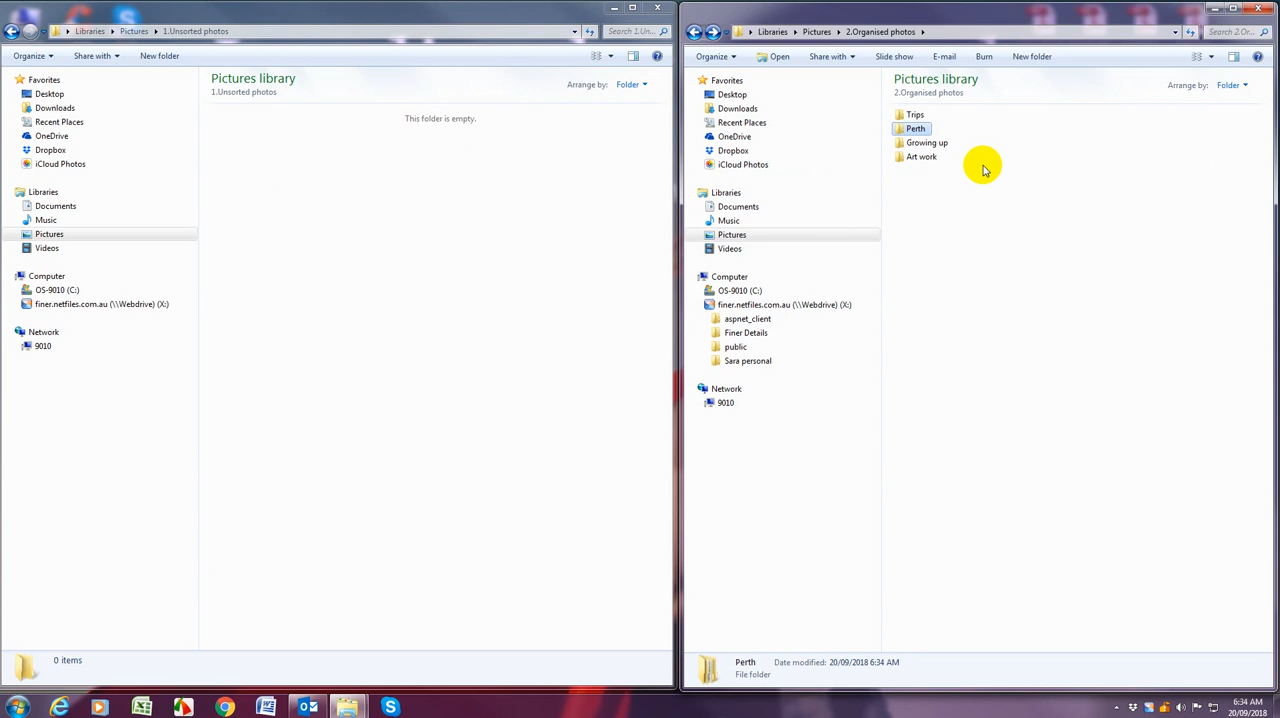 Libraries Pictures 1.Unsorted photos
Search 1.Un...
Organize Share with New folder
Favorites
Desktop
Downloads
Recent Places
OneDrive
Dropbox
iCloud Photos
Libraries
Documents
Music
Pictures
Videos
Computer
OS-9010 (C:)
finer.netfiles.com.au (\\Webdrive) (X:)
Network
9010
Pictures library
1.Unsorted photos
Arrange by: Folder
This folder is empty.
0 items
Libraries Pictures 2.Organised photos
Search 2.Or...
Organize Open Share with Slide show E-mail Burn New folder
Favorites
Desktop
Downloads
Recent Places
OneDrive
Dropbox
iCloud Photos
Libraries
Documents
Music
Pictures
Videos
Computer
OS-9010 (C:)
finer.netfiles.com.au (\\Webdrive) (X:)
aspnet_client
Finer Details
public
Sara personal
Network
9010
Pictures library
2.Organised photos
Arrange by: Folder
Trips
Perth
Growing up
Art work
Perth Date modified: 20/09/2018 6:34 AM
File folder
6:34 AM
20/09/2018